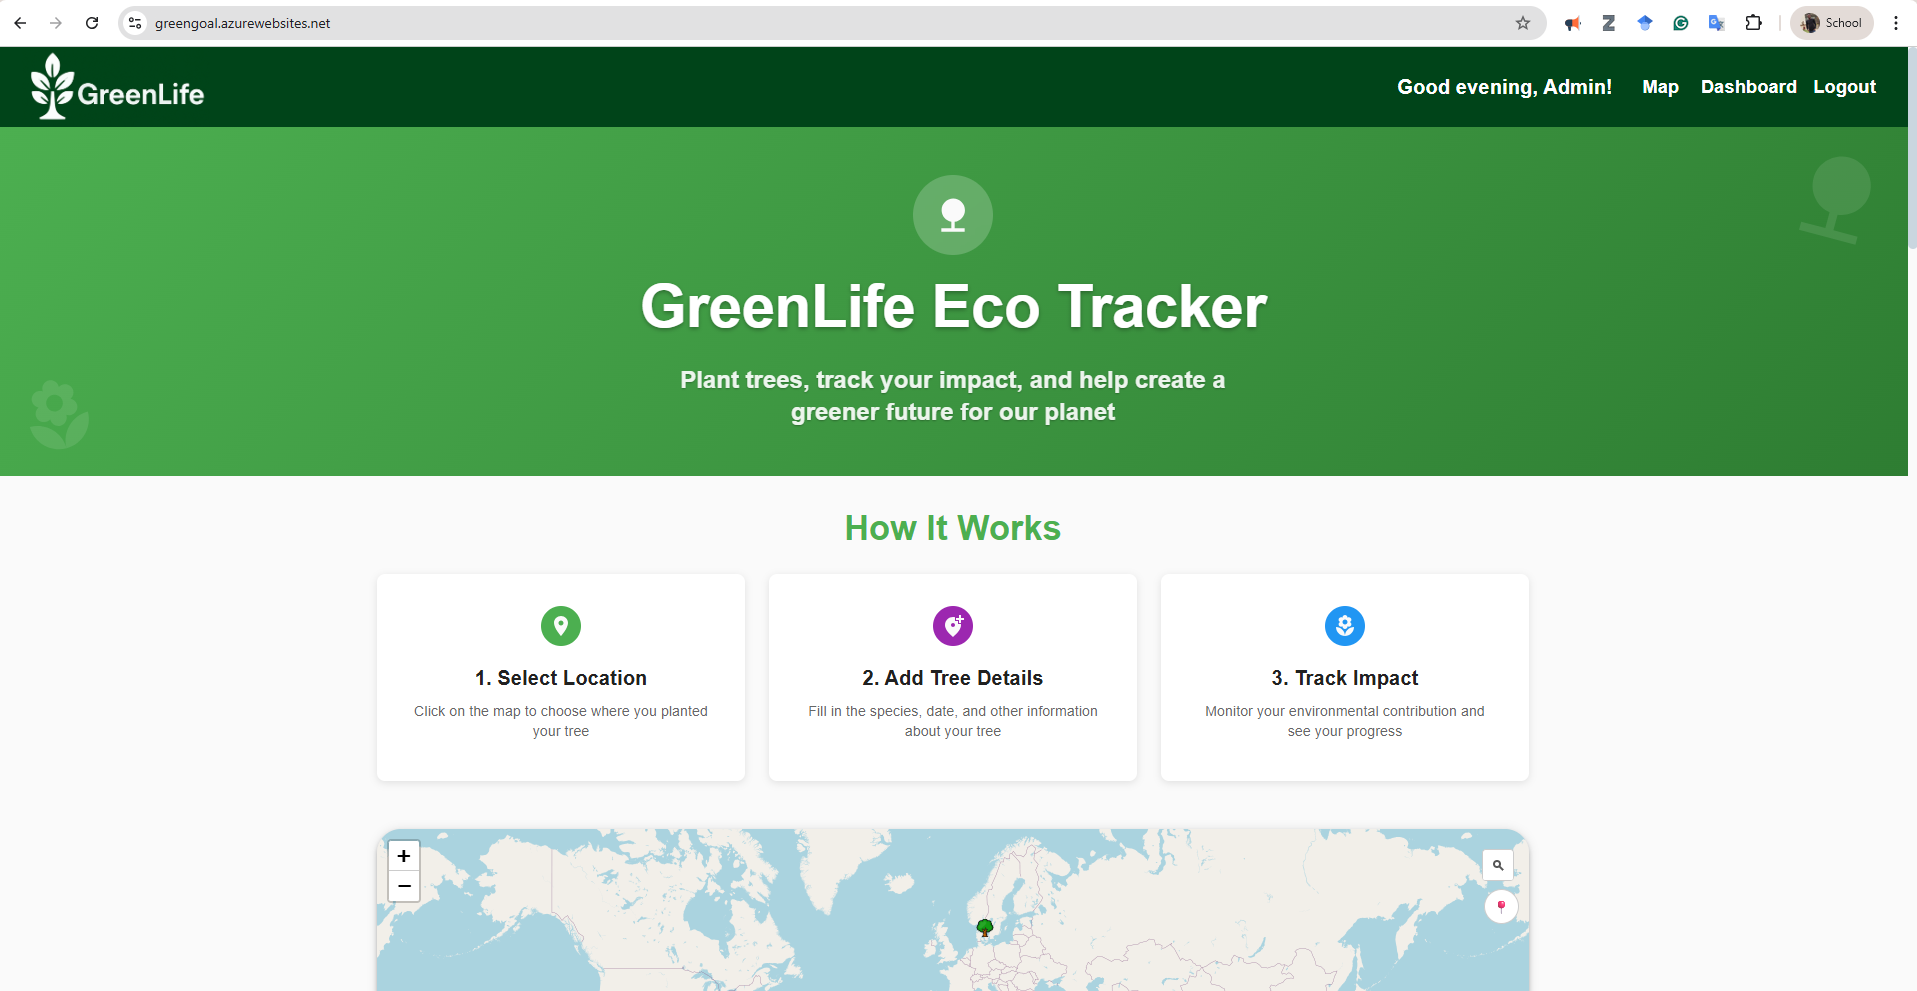 greengoal.azurewebsites.net
School
GreenLife
Good evening, Admin!
Map
Dashboard
Logout
GreenLife Eco Tracker
Plant trees, track your impact, and help create a
greener future for our planet
How It Works
1. Select Location
Click on the map to choose where you planted
your tree
2. Add Tree Details
Fill in the species, date, and other information
about your tree
3. Track Impact
Monitor your environmental contribution and
see your progress
+
−